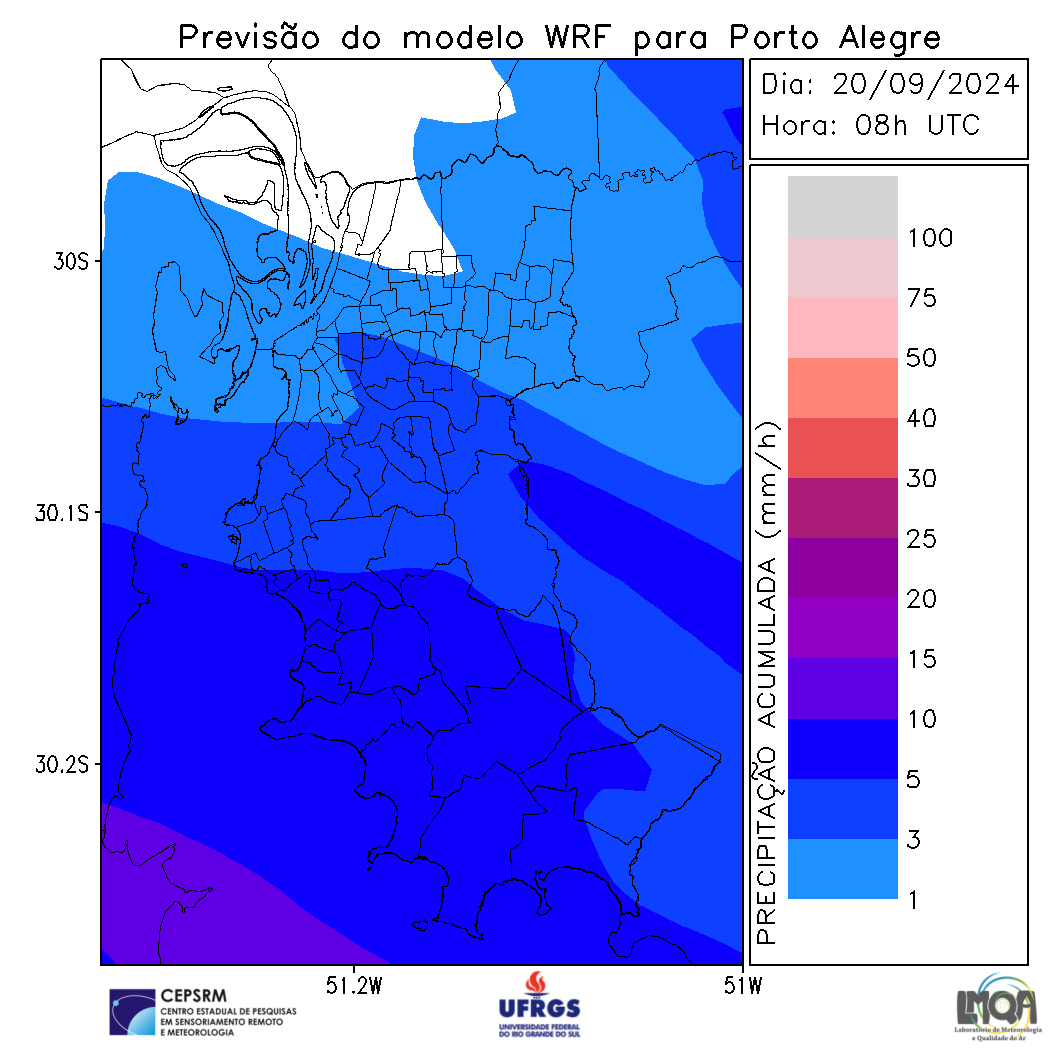 Previsão do modelo WRF para Porto Alegre
Dia: 20/09/2024
Hora: 08h UTC
30S
30.1S
30.2S
51.2W
51W
PRECIPITAÇÃO ACUMULADA (mm/h)
100
75
50
40
30
25
20
15
10
5
3
1
CEPSRM
CENTRO ESTADUAL DE PESQUISAS
EM SENSORIAMENTO REMOTO
E METEOROLOGIA
UFRGS
UNIVERSIDADE FEDERAL
DO RIO GRANDE DO SUL
LMQA
Laboratório de Meteorologia
e Qualidade do Ar